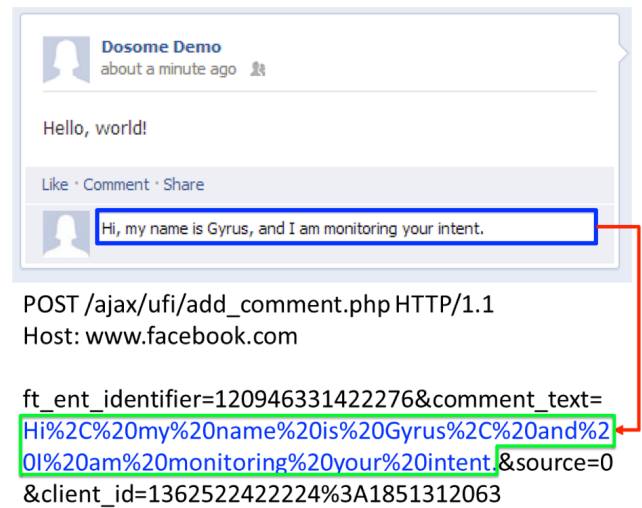 Dosome Demo
about a minute ago
Hello, world!
Like · Comment · Share
Hi, my name is Gyrus, and I am monitoring your intent.
POST /ajax/ufi/add_comment.php HTTP/1.1
Host: www.facebook.com
ft_ent_identifier=120946331422276&comment_text=
Hi%2C%20my%20name%20is%20Gyrus%2C%20and%2
0I%20am%20monitoring%20your%20intent.&source=0
&client_id=1362522422224%3A1851312063